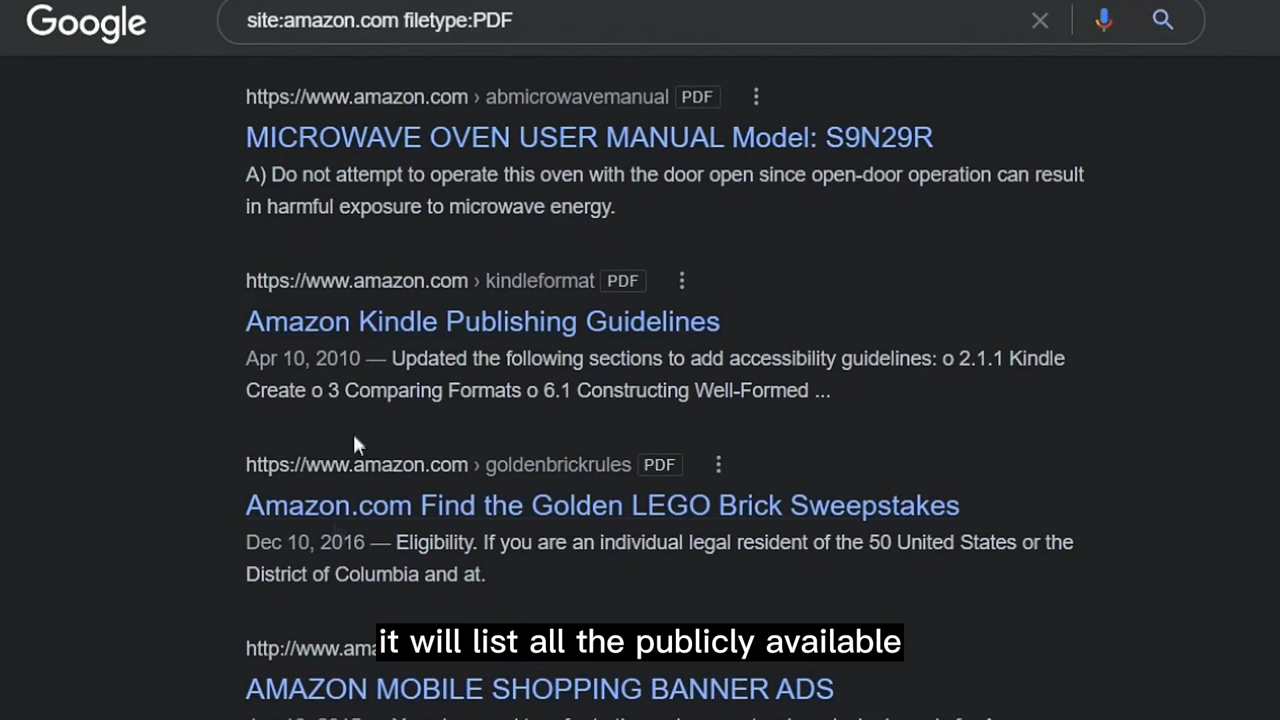 Google
site:amazon.com filetype:PDF
https://www.amazon.com › abmicrowavemanual PDF
MICROWAVE OVEN USER MANUAL Model: S9N29R
A) Do not attempt to operate this oven with the door open since open-door operation can result
in harmful exposure to microwave energy.
https://www.amazon.com › kindleformat PDF
Amazon Kindle Publishing Guidelines
Apr 10, 2010 — Updated the following sections to add accessibility guidelines: o 2.1.1 Kindle
Create o 3 Comparing Formats o 6.1 Constructing Well-Formed ...
https://www.amazon.com › goldenbrickrules PDF
Amazon.com Find the Golden LEGO Brick Sweepstakes
Dec 10, 2016 — Eligibility. If you are an individual legal resident of the 50 United States or the
District of Columbia and at.
http://www.ama
it will list all the publicly available
AMAZON MOBILE SHOPPING BANNER ADS